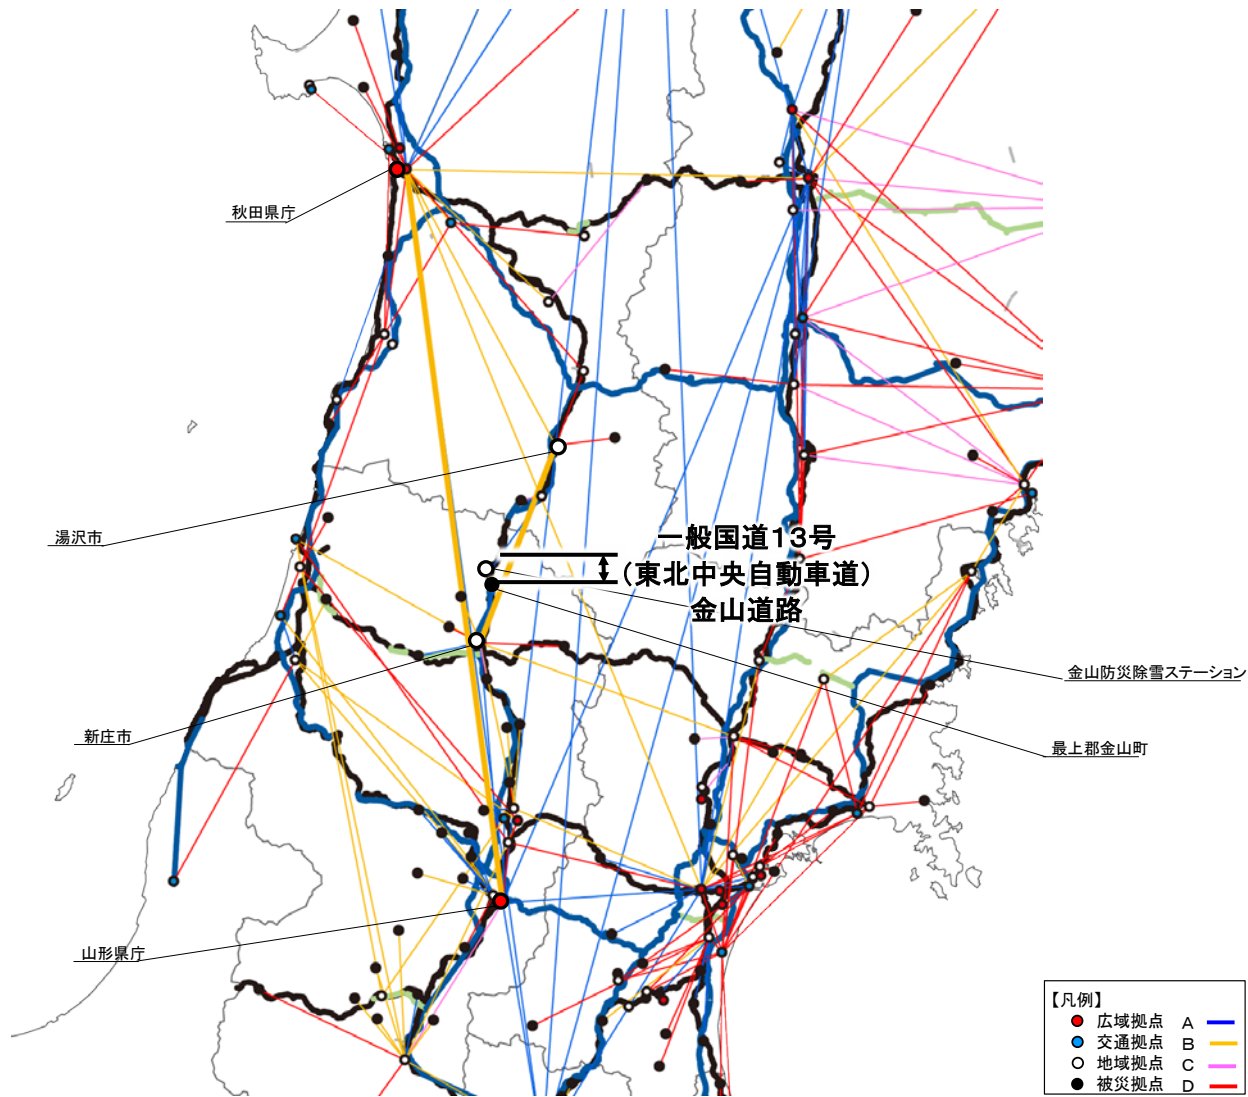 秋田県庁
湯沢市
一般国道13号
(東北中央自動車道)
金山道路
金山防災除雪ステーション
新庄市
最上郡金山町
山形県庁
【凡例】
広域拠点 A
交通拠点 B
地域拠点 C
被災拠点 D